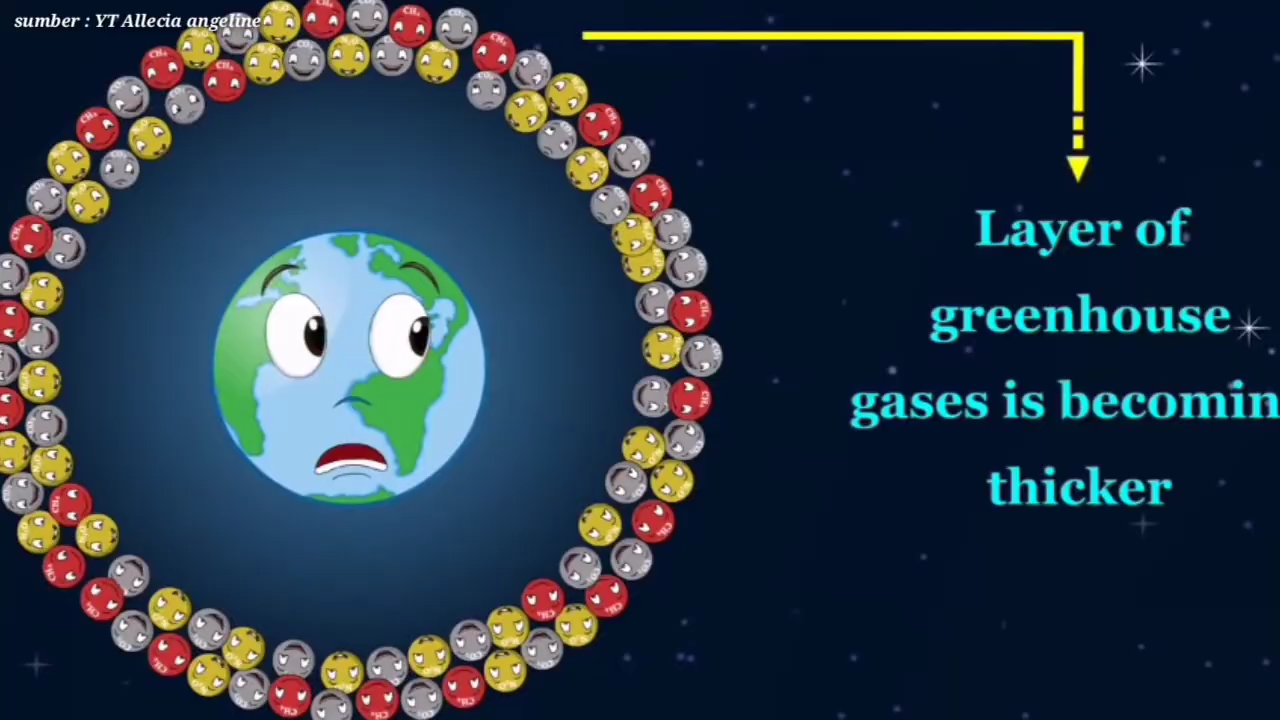 sumber : YT Allecia angeline
Layer of
greenhouse
gases is becomin
thicker